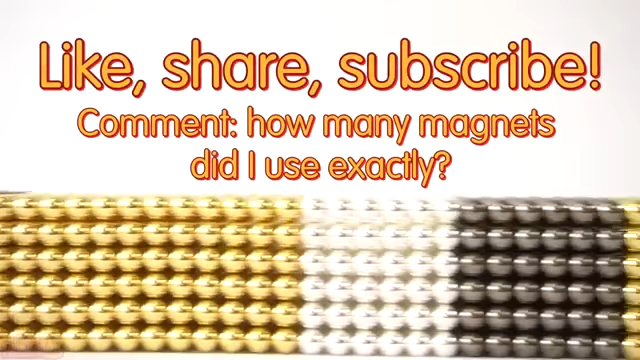 Like, share, subscribe!
Comment: how many magnets
did I use exactly?